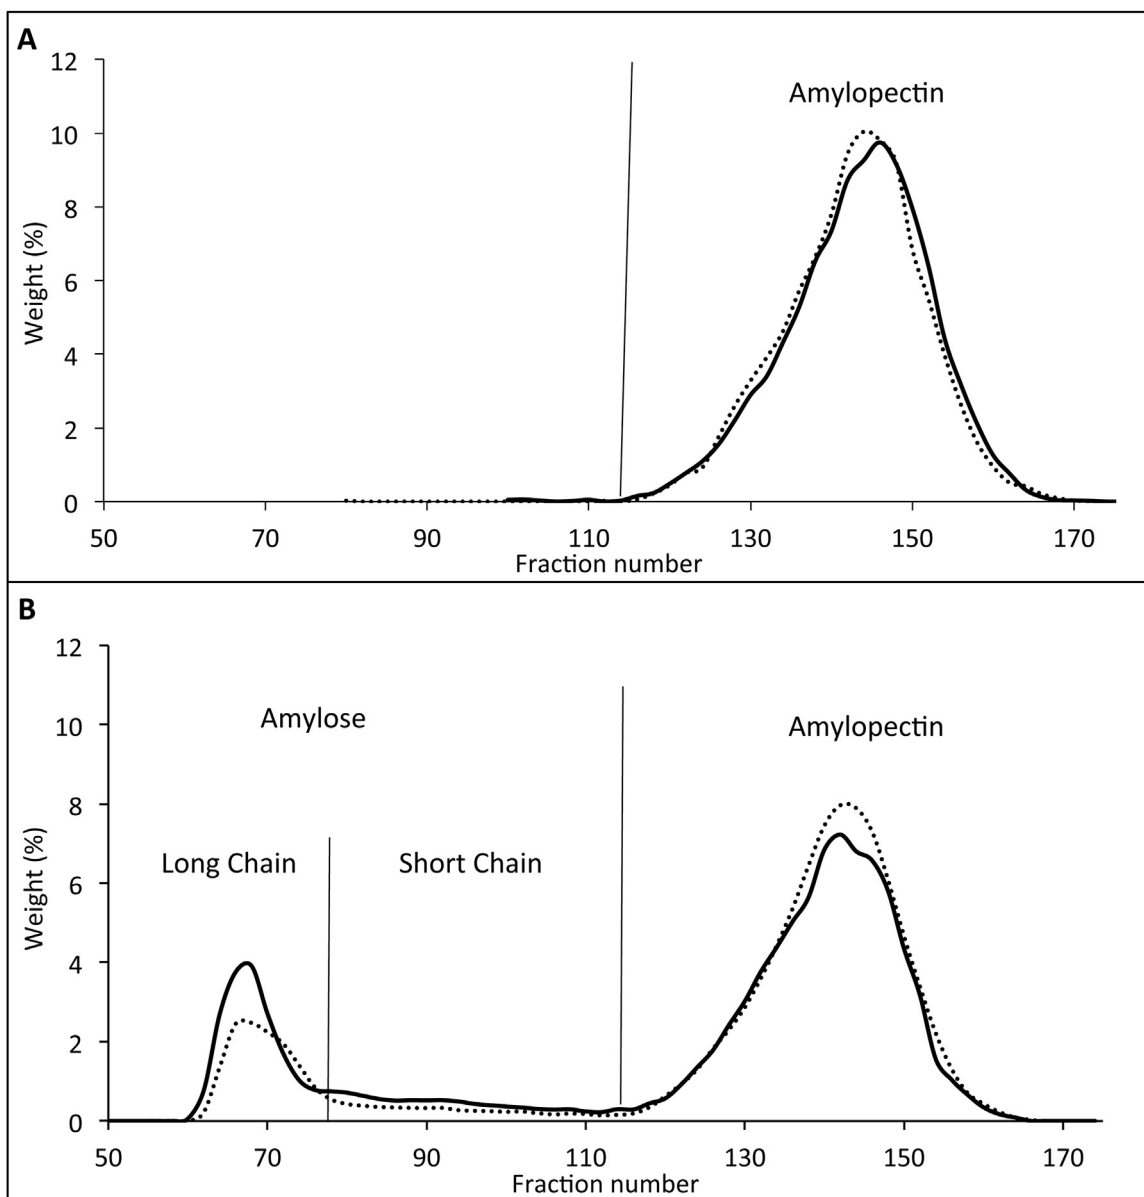 A
12
10
8
6
4
2
0
Weight (%)
Amylopectin
50 70 90 110 130 150 170
Fraction number
B
12
10
8
6
4
2
0
Weight (%)
Amylose
Amylopectin
Long Chain
Short Chain
50 70 90 110 130 150 170
Fraction number